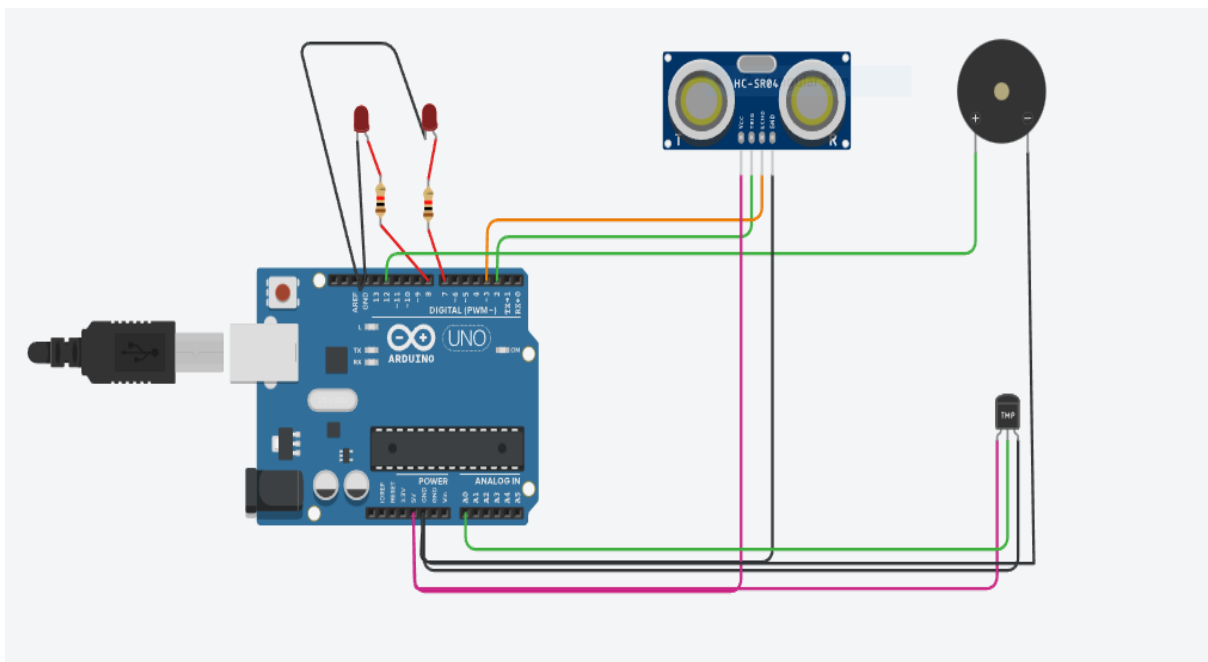 HC-SR04
VCC
TRIG
ECHO
GND
T
R
+
−
AREF
GND
13
12
~11
~10
~9
8
7
~6
~5
4
~3
2
TX→1
RX←0
DIGITAL (PWM~)
L
TX
RX
ARDUINO
UNO
ON
TMP
POWER
ANALOG IN
IOREF
RESET
3.3V
5V
GND
GND
Vin
A0
A1
A2
A3
A4
A5